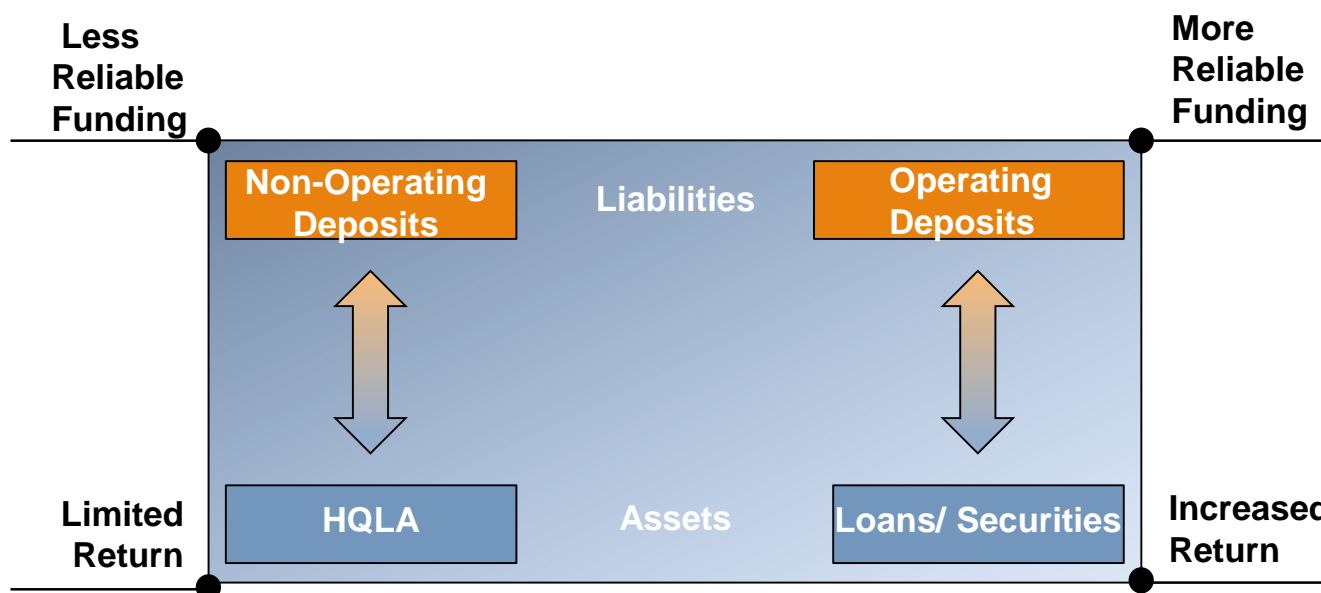 Less
Reliable
Funding
More
Reliable
Funding
Non-Operating
Deposits
Liabilities
Operating
Deposits
Limited
Return
HQLA
Assets
Loans/ Securities
Increased
Return